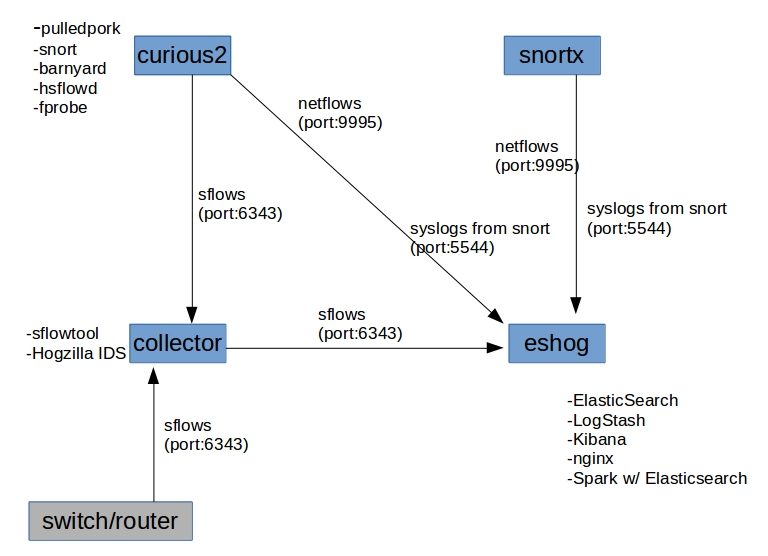 -pulledpork
-snort
-barnyard
-hsflowd
-fprobe
curious2
snortx
netflows
(port:9995)
netflows
(port:9995)
sflows
(port:6343)
syslogs from snort
(port:5544)
syslogs from snort
(port:5544)
-sflowtool
-Hogzilla IDS
collector
sflows
(port:6343)
eshog
sflows
(port:6343)
-ElasticSearch
-LogStash
-Kibana
-nginx
-Spark w/ Elasticsearch
switch/router